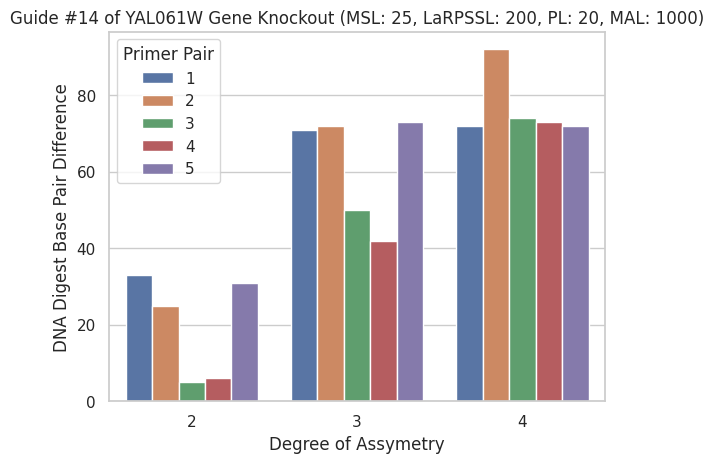 Guide #14 of YAL061W Gene Knockout (MSL: 25, LaRPSSL: 200, PL: 20, MAL: 1000)
Primer Pair
1
2
3
4
5
DNA Digest Base Pair Difference
80
60
40
20
0
2 3 4
Degree of Assymetry